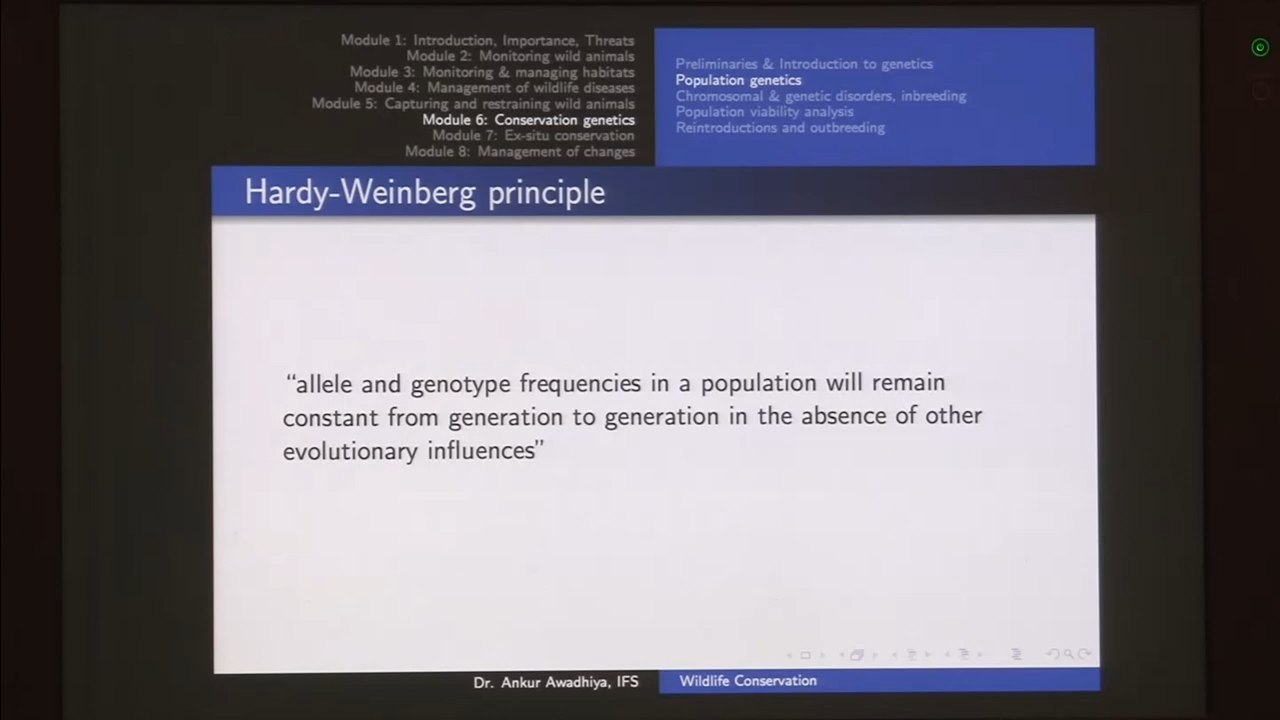 Module 1: Introduction, Importance, Threats
Module 2: Monitoring wild animals
Module 3: Monitoring & managing habitats
Module 4: Management of wildlife diseases
Module 5: Capturing and restraining wild animals
Module 6: Conservation genetics
Module 7: Ex-situ conservation
Module 8: Management of changes
Preliminaries & Introduction to genetics
Population genetics
Chromosomal & genetic disorders, inbreeding
Population viability analysis
Reintroductions and outbreeding
Hardy-Weinberg principle
“allele and genotype frequencies in a population will remain
constant from generation to generation in the absence of other
evolutionary influences”
Dr. Ankur Awadhiya, IFS
Wildlife Conservation